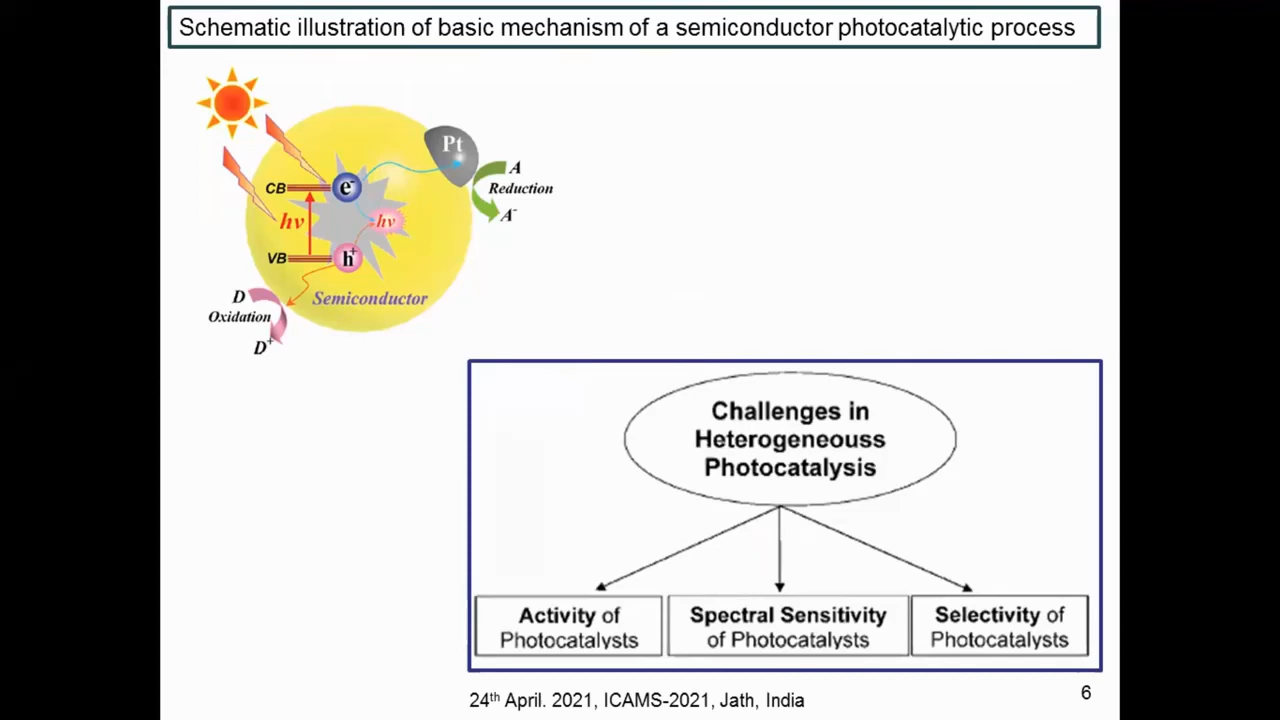 Schematic illustration of basic mechanism of a semiconductor photocatalytic process
Pt
A
Reduction
A⁻
CB
e⁻
hν
hν
VB
h⁺
Semiconductor
D
Oxidation
D⁺
Challenges in
Heterogeneouss
Photocatalysis
Activity of
Photocatalysts
Spectral Sensitivity
of Photocatalysts
Selectivity of
Photocatalysts
24th April. 2021, ICAMS-2021, Jath, India
6